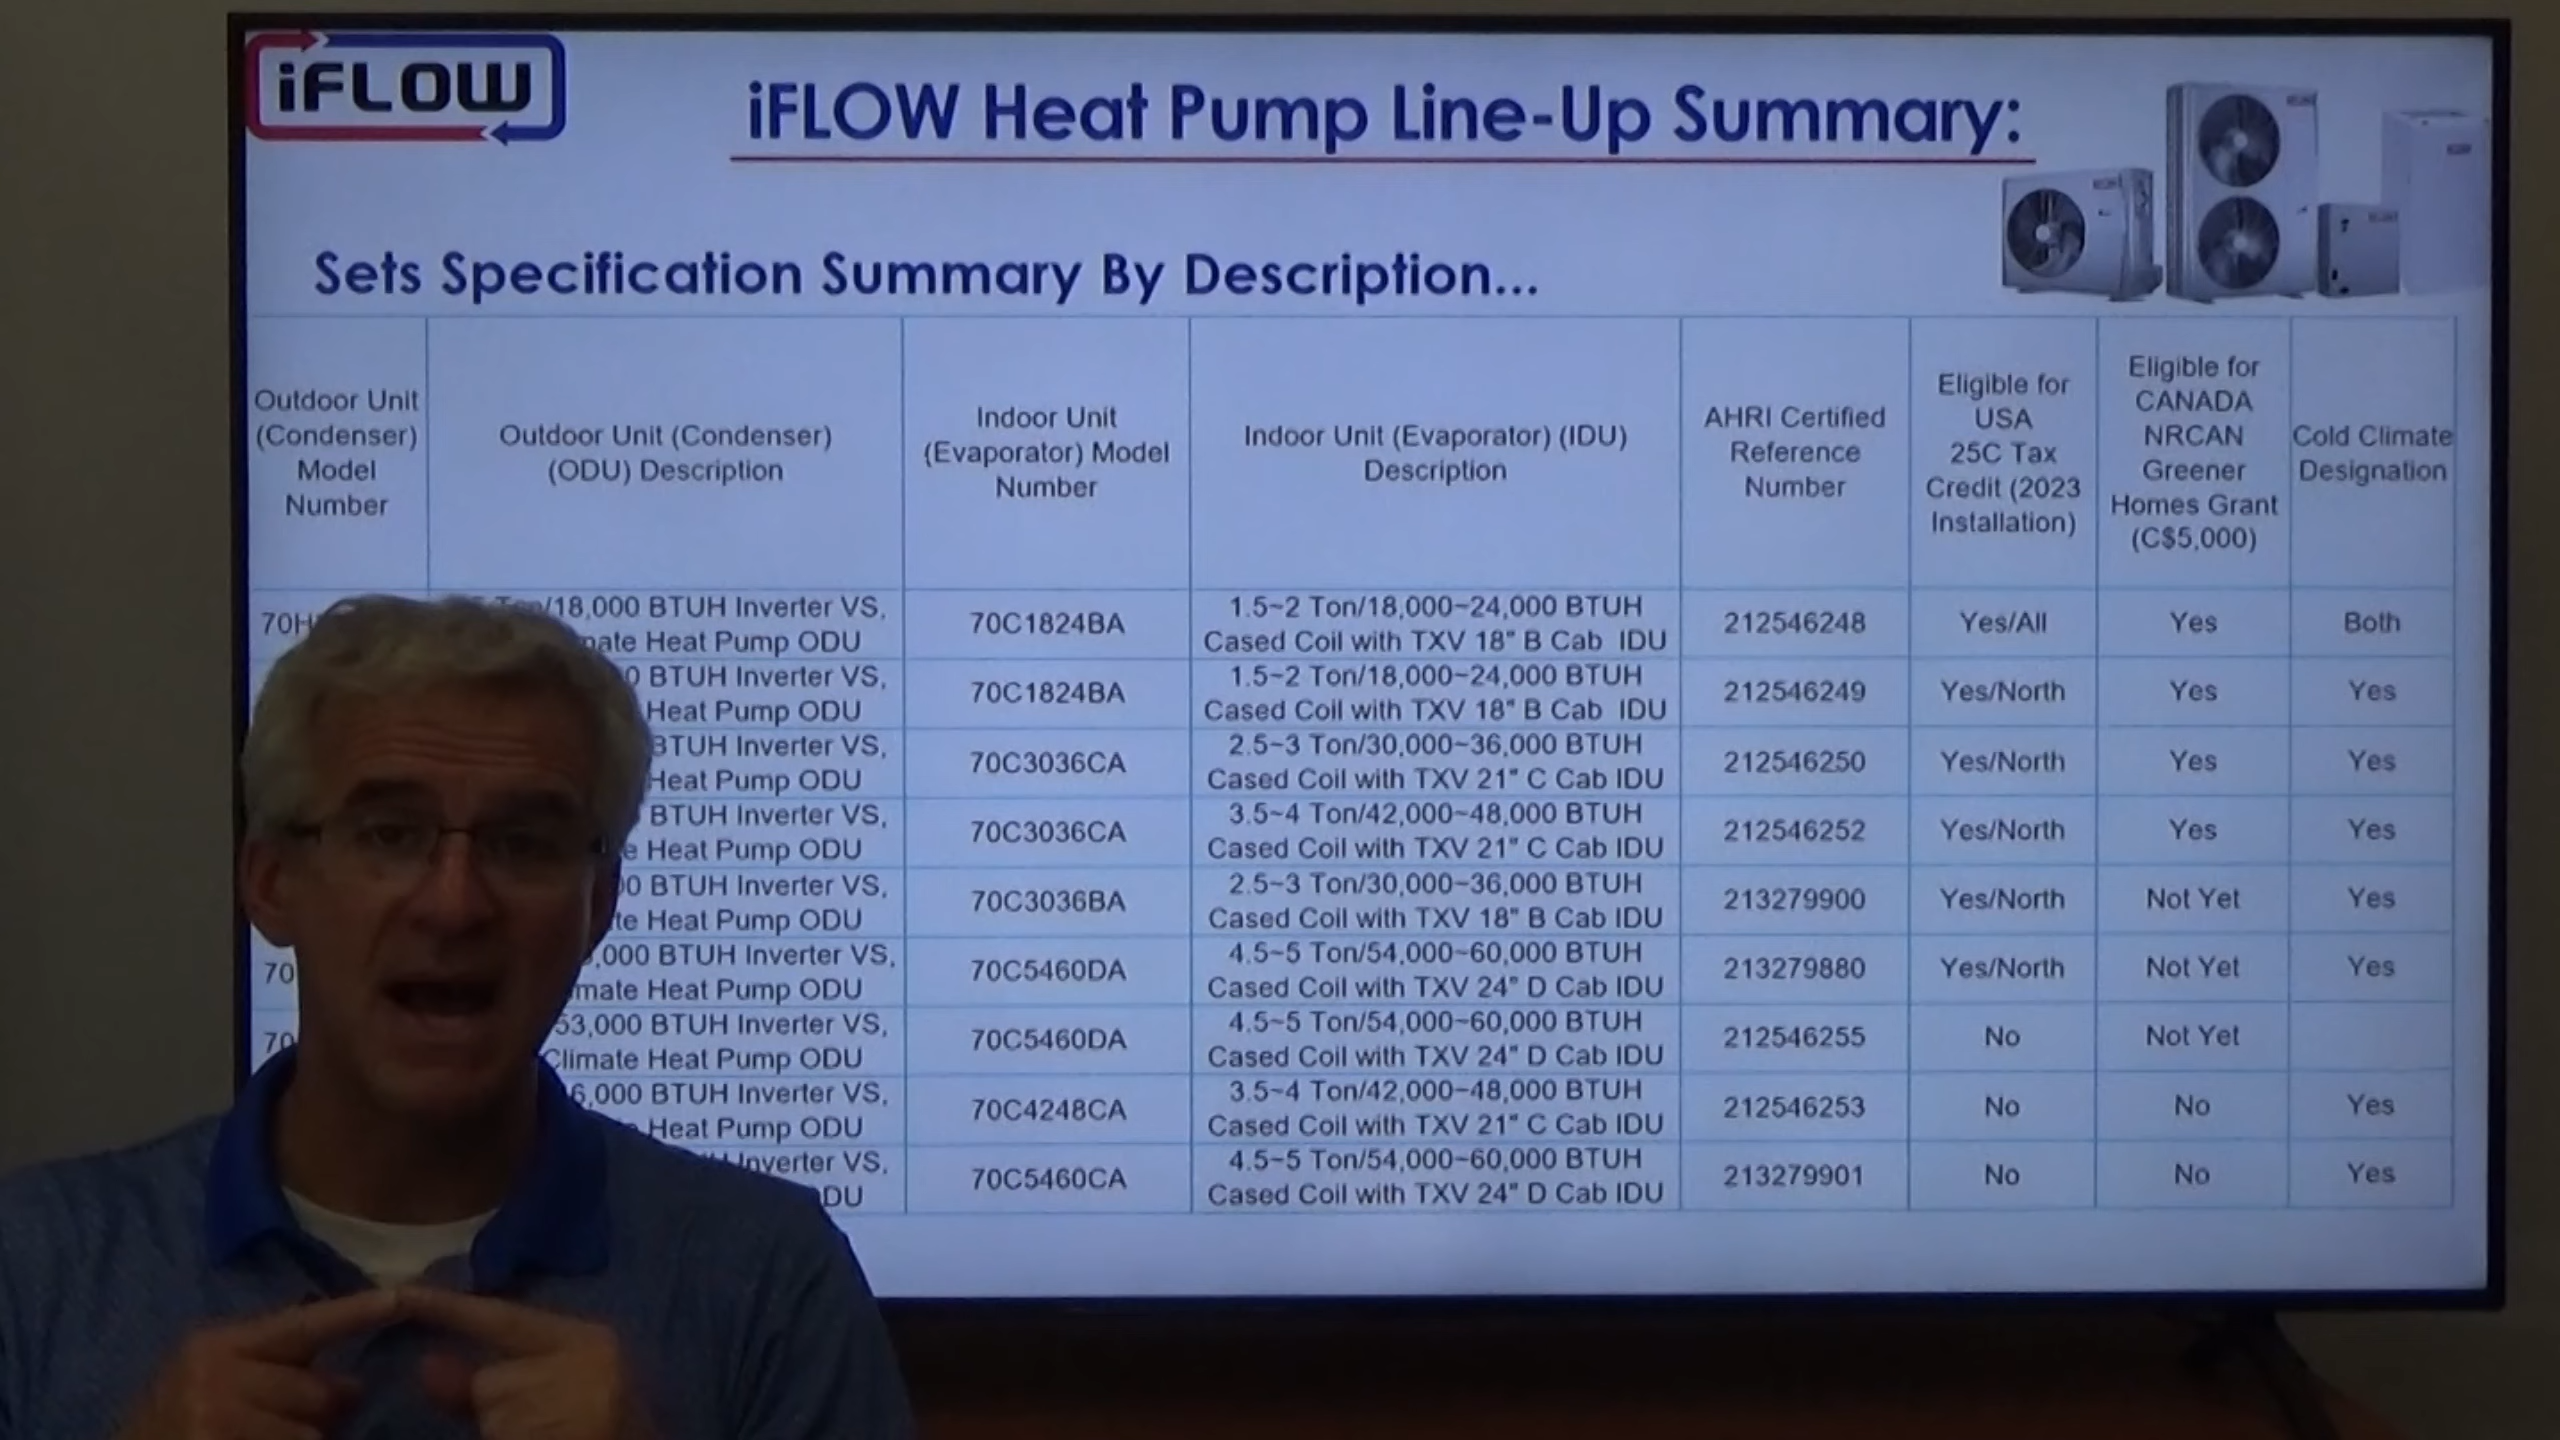 iFLOW
iFLOW Heat Pump Line-Up Summary:
Sets Specification Summary By Description...
Outdoor Unit
(Condenser)
Model
Number
Outdoor Unit (Condenser)
(ODU) Description
Indoor Unit
(Evaporator) Model
Number
Indoor Unit (Evaporator) (IDU)
Description
AHRI Certified
Reference
Number
Eligible for
USA
25C Tax
Credit (2023
Installation)
Eligible for
CANADA
NRCAN
Greener
Homes Grant
(C$5,000)
Cold Climate
Designation
/18,000 BTUH Inverter VS,
Heat Pump ODU
70C1824BA
1.5~2 Ton/18,000~24,000 BTUH
Cased Coil with TXV 18" B Cab IDU
212546248
Yes/All
Yes
Both
BTUH Inverter VS,
Heat Pump ODU
70C1824BA
1.5~2 Ton/18,000~24,000 BTUH
Cased Coil with TXV 18" B Cab IDU
212546249
Yes/North
Yes
Yes
BTUH Inverter VS,
Heat Pump ODU
70C3036CA
2.5~3 Ton/30,000~36,000 BTUH
Cased Coil with TXV 21" C Cab IDU
212546250
Yes/North
Yes
Yes
BTUH Inverter VS,
Heat Pump ODU
70C3036CA
3.5~4 Ton/42,000~48,000 BTUH
Cased Coil with TXV 21" C Cab IDU
212546252
Yes/North
Yes
Yes
BTUH Inverter VS,
Heat Pump ODU
70C3036BA
2.5~3 Ton/30,000~36,000 BTUH
Cased Coil with TXV 18" B Cab IDU
213279900
Yes/North
Not Yet
Yes
70
,000 BTUH Inverter VS,
Heat Pump ODU
70C5460DA
4.5~5 Ton/54,000~60,000 BTUH
Cased Coil with TXV 24" D Cab IDU
213279880
Yes/North
Not Yet
Yes
70
53,000 BTUH Inverter VS,
Climate Heat Pump ODU
70C5460DA
4.5~5 Ton/54,000~60,000 BTUH
Cased Coil with TXV 24" D Cab IDU
212546255
No
Not Yet
6,000 BTUH Inverter VS,
Heat Pump ODU
70C4248CA
3.5~4 Ton/42,000~48,000 BTUH
Cased Coil with TXV 21" C Cab IDU
212546253
No
No
Yes
Inverter VS,
ODU
70C5460CA
4.5~5 Ton/54,000~60,000 BTUH
Cased Coil with TXV 24" D Cab IDU
213279901
No
No
Yes